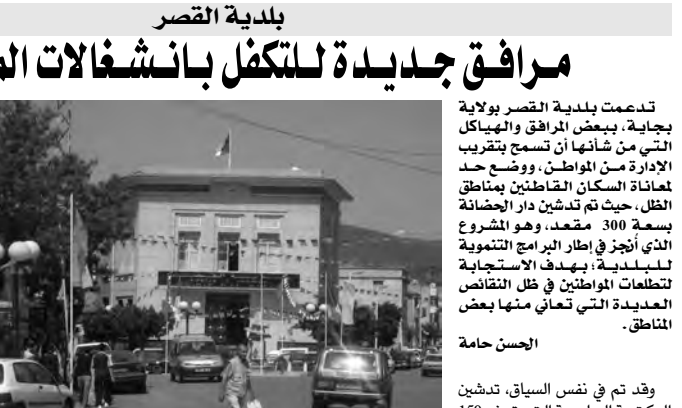 بلدية القصر
مرافق جديدة للتكفل بانشغالات
تدعمت بلدية القصر بولاية
بجاية، ببعض المرافق والهياكل
التي من شأنها أن تسمح بتقريب
الإدارة من المواطن، ووضع حد
لمعاناة السكان القاطنين بمناطق
الظل، حيث تم تدشين دار الحضانة
بسعة 300 مقعد، وهو المشروع
الذي أنجز في إطار البرامج التنموية
للبلدية؛ بهدف الاستجابة
لتطلعات المواطنين في ظل النقائص
العديدة التي تعاني منها بعض
المناطق.
الحسن حامة
وقد تم في نفس السياق، تدشين